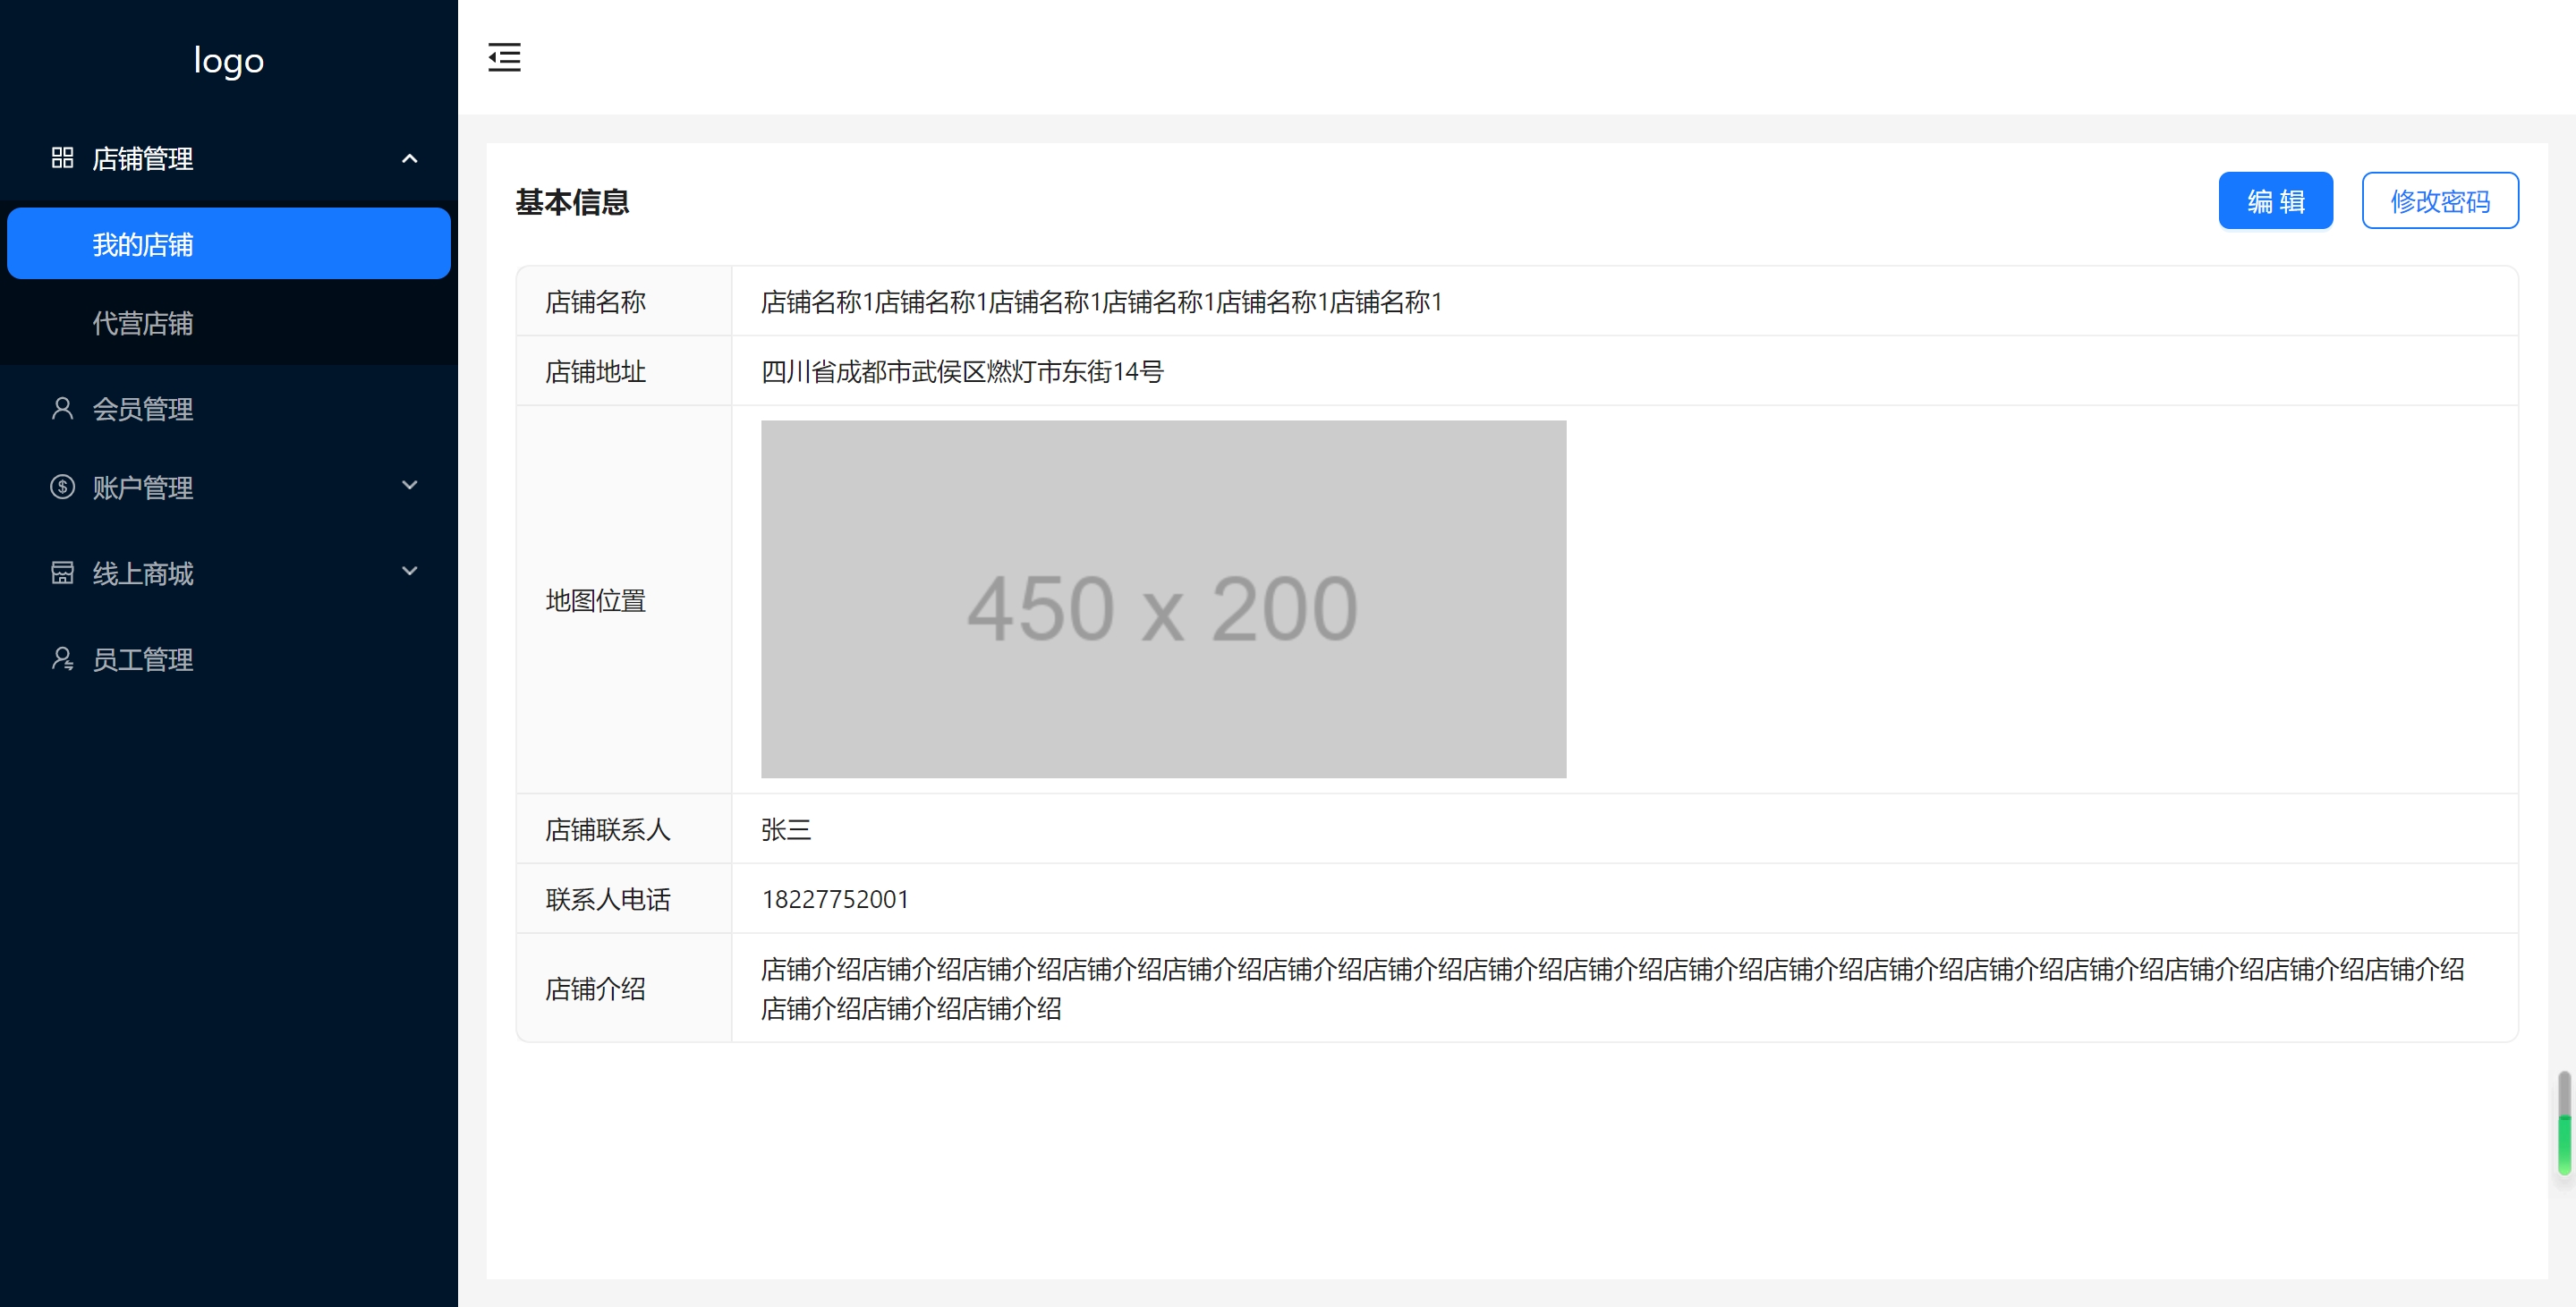 logo
店铺管理
我的店铺
代营店铺
会员管理
账户管理
线上商城
员工管理
基本信息
编 辑
修改密码
店铺名称
店铺名称1店铺名称1店铺名称1店铺名称1店铺名称1店铺名称1
店铺地址
四川省成都市武侯区燃灯市东街14号
地图位置
450 x 200
店铺联系人
张三
联系人电话
18227752001
店铺介绍
店铺介绍店铺介绍店铺介绍店铺介绍店铺介绍店铺介绍店铺介绍店铺介绍店铺介绍店铺介绍店铺介绍店铺介绍店铺介绍店铺介绍店铺介绍店铺介绍店铺介绍
店铺介绍店铺介绍店铺介绍